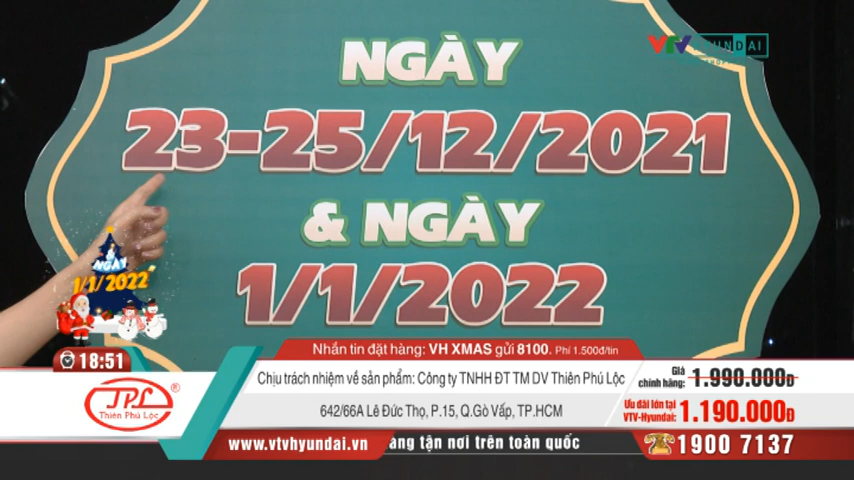 VTV HYUNDAI
NGÀY
23-25/12/2021
& NGÀY
1/1/2022
&
NGÀY
1/1/2022
18:51
Nhắn tin đặt hàng: VH XMAS gửi 8100. Phí 1.500đ/tin
TPL ®
Thiên Phú Lộc
Chịu trách nhiệm về sản phẩm: Công ty TNHH ĐT TM DV Thiên Phú Lộc
642/66A Lê Đức Thọ, P.15, Q.Gò Vấp, TP.HCM
Giá chính hãng: 1.990.000Đ
Ưu đãi lớn tại VTV-Hyundai: 1.190.000Đ
www.vtvhyundai.vn
àng tận nơi trên toàn quốc
1900 7137